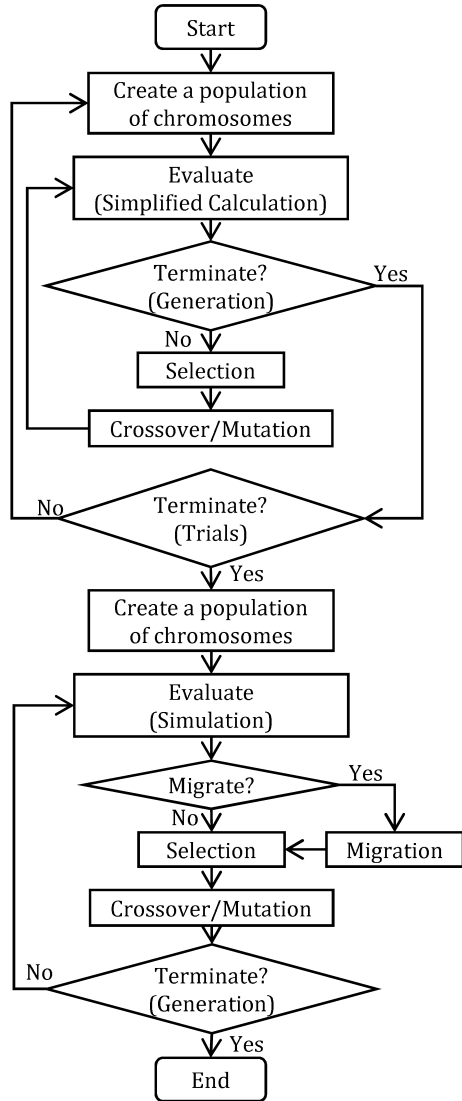 Start
Create a population
of chromosomes
Evaluate
(Simplified Calculation)
Terminate?
(Generation)
Yes
No
Selection
Crossover/Mutation
No
Terminate?
(Trials)
Yes
Create a population
of chromosomes
Evaluate
(Simulation)
Migrate?
Yes
No
Selection
Migration
Crossover/Mutation
No
Terminate?
(Generation)
Yes
End